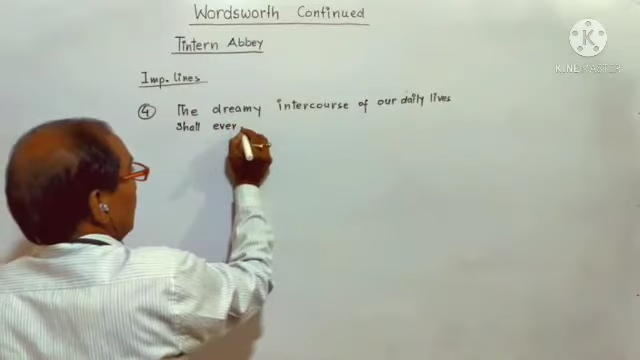 Wordsworth Continued
Tintern Abbey
Imp. lines
4 The dreamy intercourse of our daily lives
shall ever
KINEMASTER